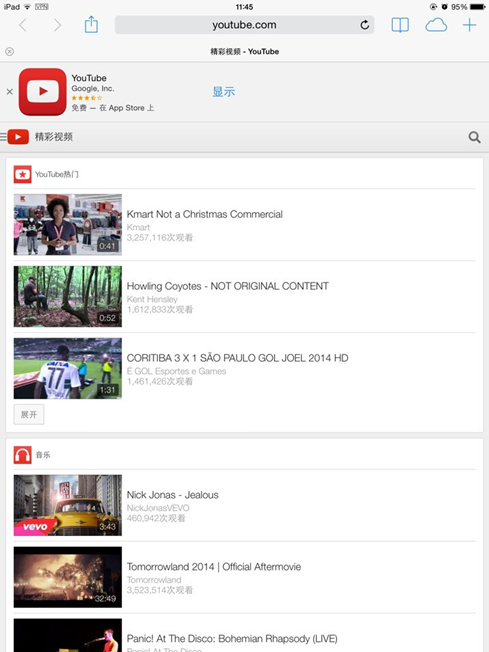 iPad VPN 11:45 95%
youtube.com
精彩视频 - YouTube
YouTube
Google, Inc.
免费 — 在 App Store 上
显示
精彩视频
YouTube热门
0:41
Kmart Not a Christmas Commercial
Kmart
3,257,116次观看
0:52
Howling Coyotes - NOT ORIGINAL CONTENT
Kent Hensley
1,612,833次观看
77
1:31
CORITIBA 3 X 1 SÃO PAULO GOL JOEL 2014 HD
É GOL Esportes e Games
1,461,426次观看
展开
音乐
vevo
3:43
Nick Jonas - Jealous
NickJonasVEVO
460,942次观看
32:49
Tomorrowland 2014 | Official Aftermovie
Tomorrowland
3,523,514次观看
Panic! At The Disco: Bohemian Rhapsody (LIVE)
Panic! At The Disco